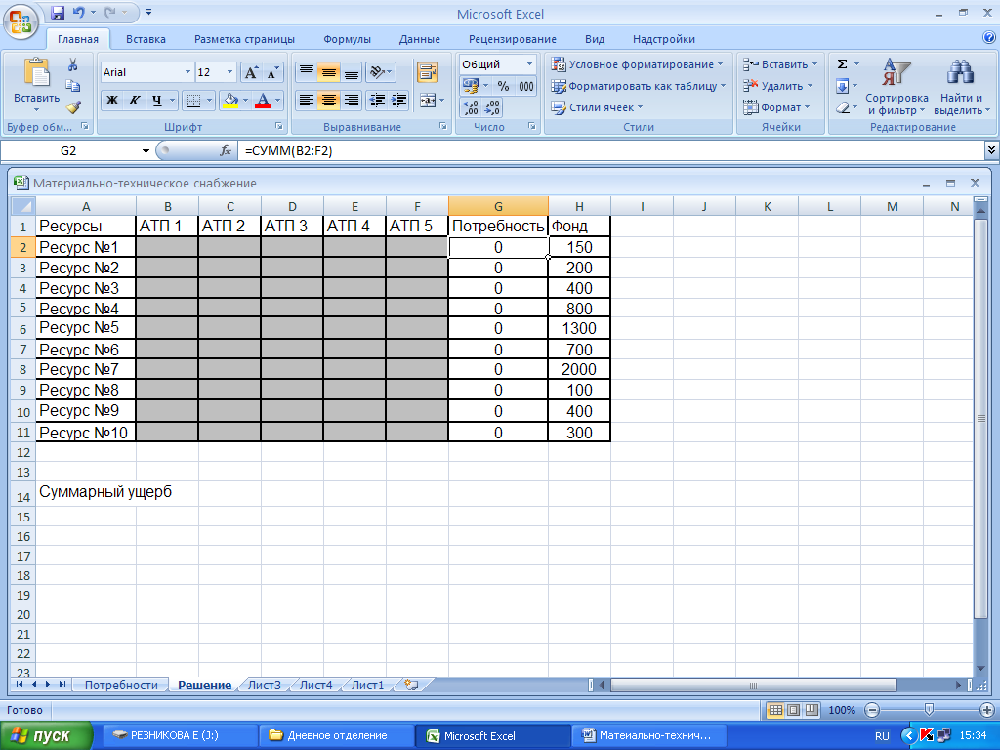 Microsoft Excel
Главная Вставка Разметка страницы Формулы Данные Рецензирование Вид Надстройки
Вставить
Буфер обм...
Arial 12
Ж К Ч
Шрифт
Выравнивание
Общий
% 000
Число
Условное форматирование
Форматировать как таблицу
Стили ячеек
Стили
Вставить
Удалить
Формат
Ячейки
Σ
Сортировка и фильтр
Найти и выделить
Редактирование
G2 fx =СУММ(B2:F2)
Материально-техническое снабжение
A B C D E F G H I J K L M N
1 Ресурсы АТП 1 АТП 2 АТП 3 АТП 4 АТП 5 Потребность Фонд
2 Ресурс №1 0 150
3 Ресурс №2 0 200
4 Ресурс №3 0 400
5 Ресурс №4 0 800
6 Ресурс №5 0 1300
7 Ресурс №6 0 700
8 Ресурс №7 0 2000
9 Ресурс №8 0 100
10 Ресурс №9 0 400
11 Ресурс №10 0 300
12
13
14 Суммарный ущерб
15
16
17
18
19
20
21
22
23
Потребности Решение Лист3 Лист4 Лист1
Готово 100%
пуск РЕЗНИКОВА Е (J:) Дневное отделение Microsoft Excel Матеиально-технич... RU 15:34